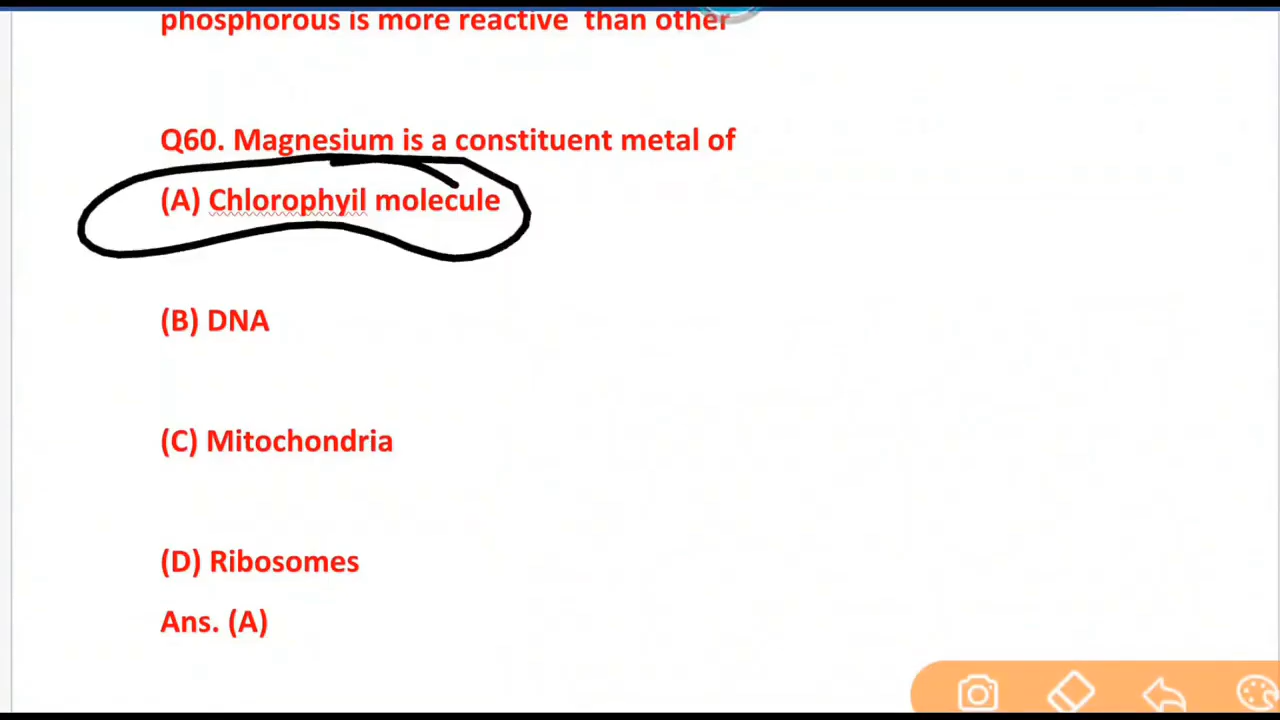 phosphorous is more reactive than other
Q60. Magnesium is a constituent metal of
(A) Chlorophyil molecule
(B) DNA
(C) Mitochondria
(D) Ribosomes
Ans. (A)